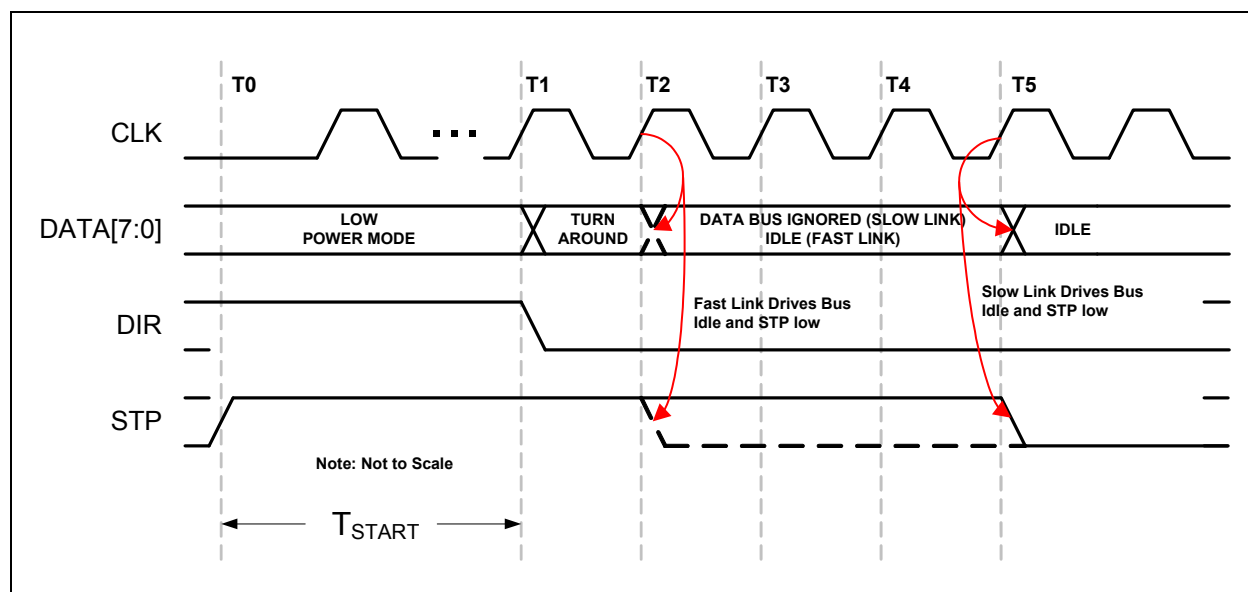 T0
T1
T2
T3
T4
T5
CLK
DATA[7:0]
LOW
POWER MODE
TURN
AROUND
DATA BUS IGNORED (SLOW LINK)
IDLE (FAST LINK)
IDLE
DIR
Fast Link Drives Bus
Idle and STP low
Slow Link Drives Bus
Idle and STP low
STP
Note: Not to Scale
TSTART